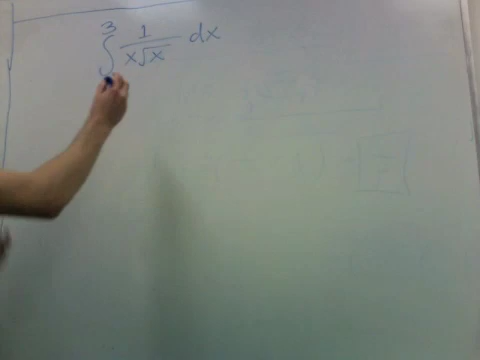 ∫³ 1/(x√x) dx